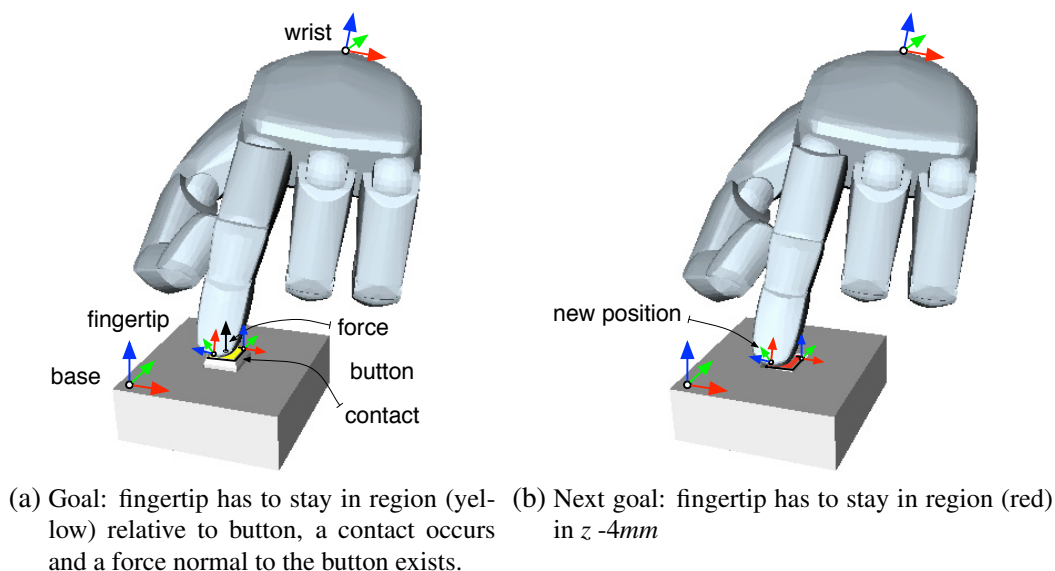 wrist
fingertip
force
base
button
contact
new position
(a) Goal: fingertip has to stay in region (yel-
low) relative to button, a contact occurs
and a force normal to the button exists.
(b) Next goal: fingertip has to stay in region (red)
in z -4mm